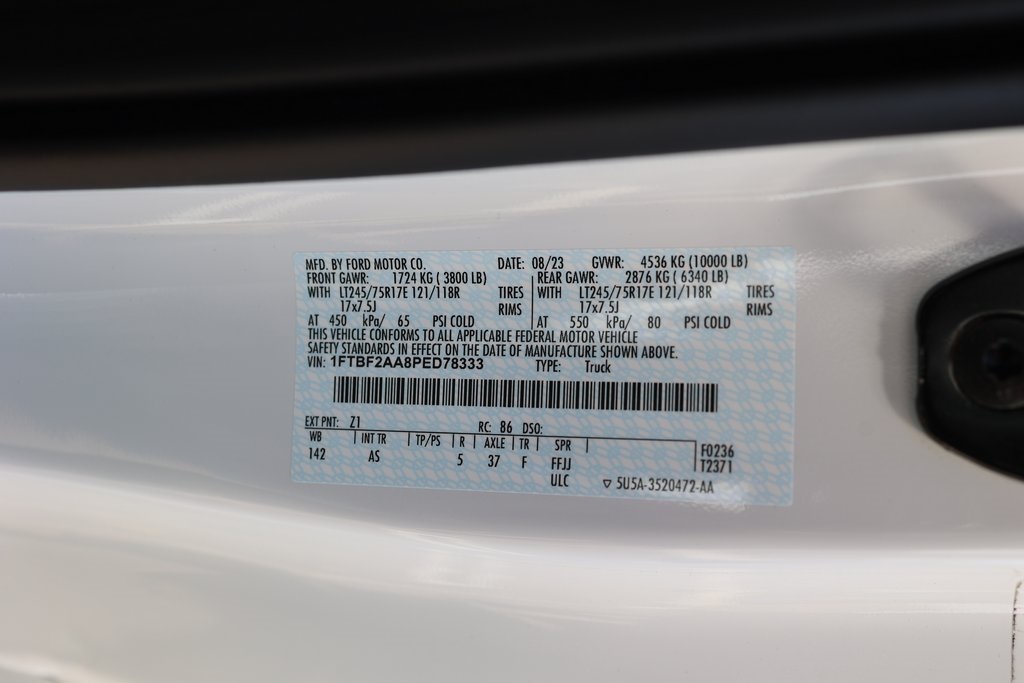 MFD. BY FORD MOTOR CO. DATE: 08/23 GVWR: 4536 KG (10000 LB)
FRONT GAWR: 1724 KG ( 3800 LB) REAR GAWR: 2876 KG ( 6340 LB)
WITH LT245/75R17E 121/118R TIRES WITH LT245/75R17E 121/118R TIRES
17x7.5J RIMS 17x7.5J RIMS
AT 450 kPa/ 65 PSI COLD AT 550 kPa/ 80 PSI COLD
THIS VEHICLE CONFORMS TO ALL APPLICABLE FEDERAL MOTOR VEHICLE
SAFETY STANDARDS IN EFFECT ON THE DATE OF MANUFACTURE SHOWN ABOVE.
VIN: 1FTBF2AA8PED78333 TYPE: Truck
EXT PNT: Z1 RC: 86 DSO:
WB INT TR TP/PS R AXLE TR SPR F0236
142 AS 5 37 F FFJJ T2371
ULC ▽ 5U5A-3520472-AA